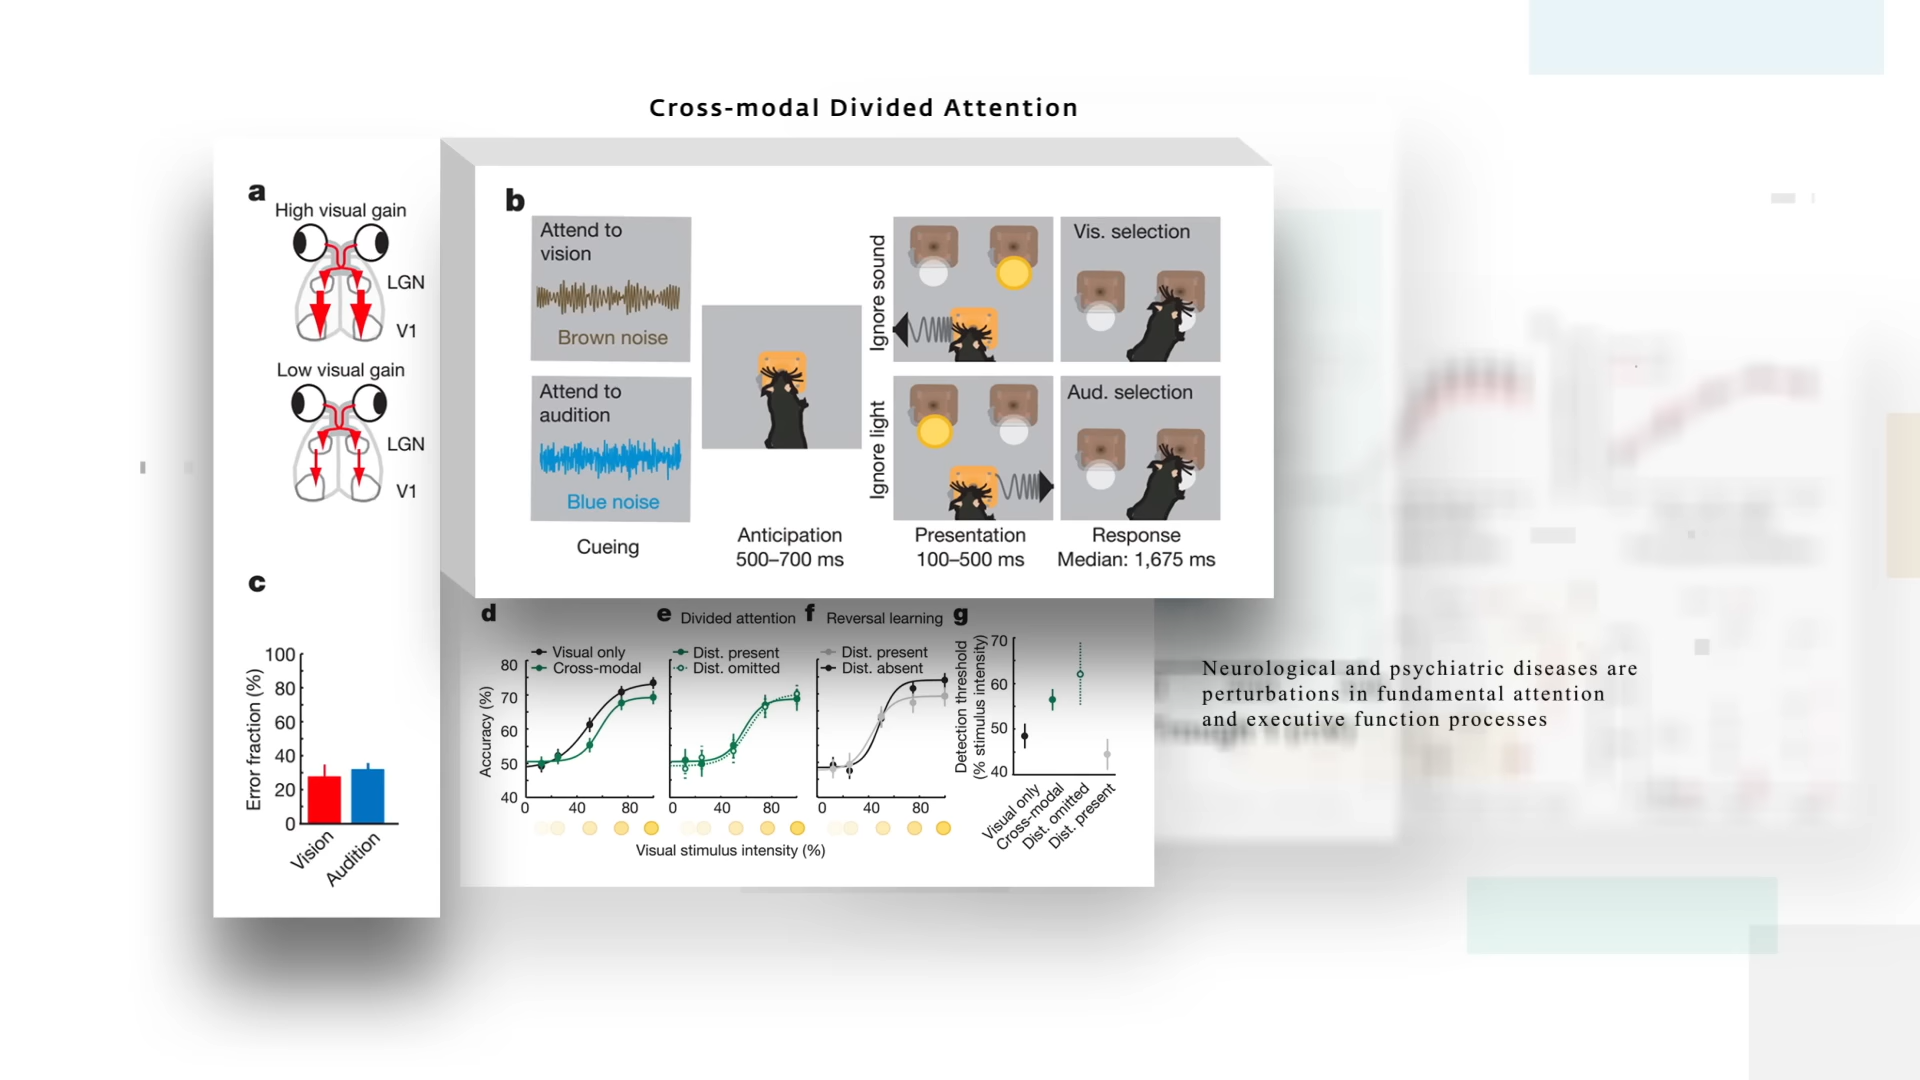 Cross-modal Divided Attention
a
High visual gain
LGN
V1
Low visual gain
LGN
V1
b
Attend to
vision
Brown noise
Attend to
audition
Blue noise
Cueing
Anticipation
500–700 ms
Ignore sound
Ignore light
Presentation
100–500 ms
Vis. selection
Aud. selection
Response
Median: 1,675 ms
c
Error fraction (%)
100
80
60
40
20
0
Vision
Audition
d
Visual only
Cross-modal
Accuracy (%)
80
70
60
50
40
0 40 80
e Divided attention
Dist. present
Dist. omitted
0 40 80
f Reversal learning
Dist. present
Dist. absent
0 40 80
Visual stimulus intensity (%)
g
Detection threshold
(% stimulus intensity)
70
60
50
40
Visual only
Cross-modal
Dist. omitted
Dist. present
Neurological and psychiatric diseases are
perturbations in fundamental attention
and executive function processes